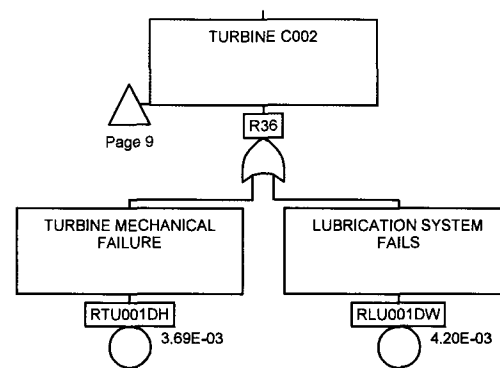 TURBINE C002
Page 9
R36
TURBINE MECHANICAL
FAILURE
LUBRICATION SYSTEM
FAILS
RTU001DH
3.69E-03
RLU001DW
4.20E-03